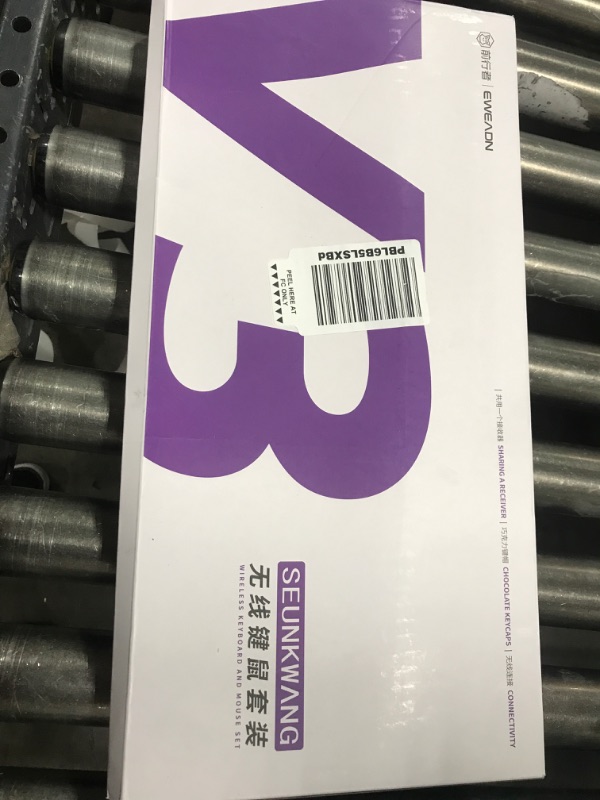 前行者 | EWEADN
V3
PBL6B5LSXBd
PEEL HERE AT
FC ONLY
| 共用一个接收器 SHARING A RECEIVER | 巧克力键帽 CHOCOLATE KEYCAPS | 无线连接 CONNECTIVITY
SEUNKWANG
无线键鼠套装
WIRELESS KEYBOARD AND MOUSE SET